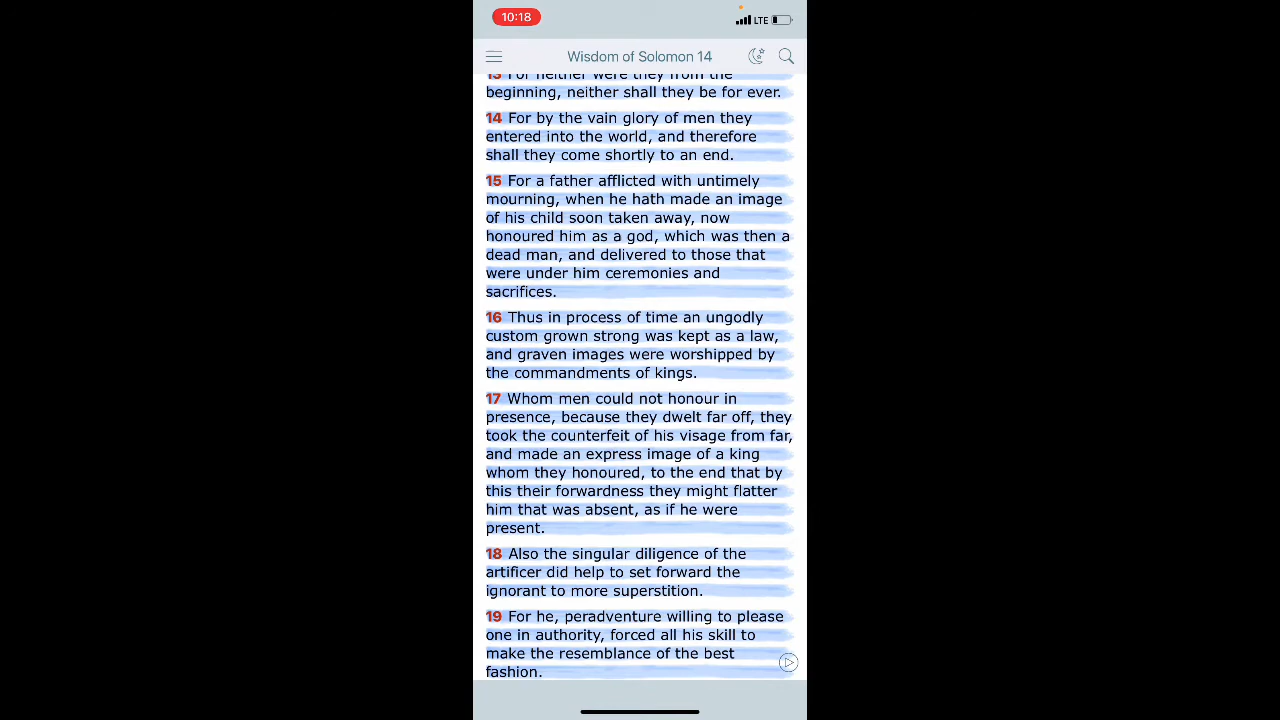 10:18
LTE
Wisdom of Solomon 14
13 For neither were they from the
beginning, neither shall they be for ever.
14 For by the vain glory of men they
entered into the world, and therefore
shall they come shortly to an end.
15 For a father afflicted with untimely
mourning, when he hath made an image
of his child soon taken away, now
honoured him as a god, which was then a
dead man, and delivered to those that
were under him ceremonies and
sacrifices.
16 Thus in process of time an ungodly
custom grown strong was kept as a law,
and graven images were worshipped by
the commandments of kings.
17 Whom men could not honour in
presence, because they dwelt far off, they
took the counterfeit of his visage from far,
and made an express image of a king
whom they honoured, to the end that by
this their forwardness they might flatter
him that was absent, as if he were
present.
18 Also the singular diligence of the
artificer did help to set forward the
ignorant to more superstition.
19 For he, peradventure willing to please
one in authority, forced all his skill to
make the resemblance of the best
fashion.